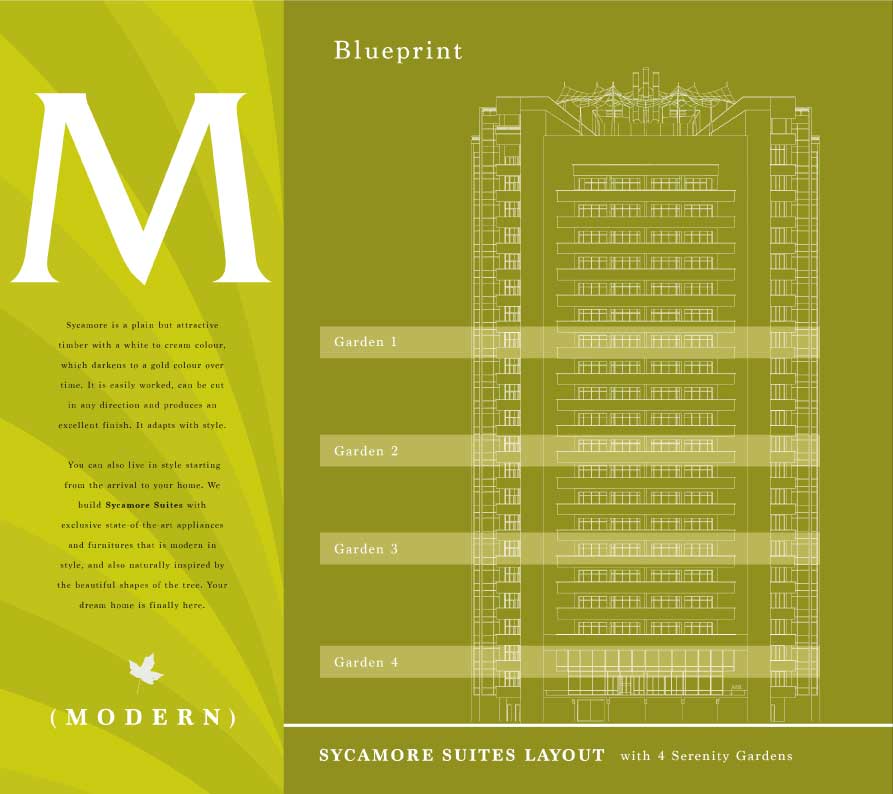 M
Sycamore is a plain but attractive
timber with a white to cream colour,
which darkens to a gold colour over
time. It is easily worked, can be cut
in any direction and produces an
excellent finish. It adapts with style.
You can also live in style starting
from the arrival to your home. We
build Sycamore Suites with
exclusive state-of-the-art appliances
and furnitures that is modern in
style, and also naturally inspired by
the beautiful shapes of the tree. Your
dream home is finally here.
(MODERN)
Blueprint
Garden 1
Garden 2
Garden 3
Garden 4
SYCAMORE SUITES LAYOUT with 4 Serenity Gardens